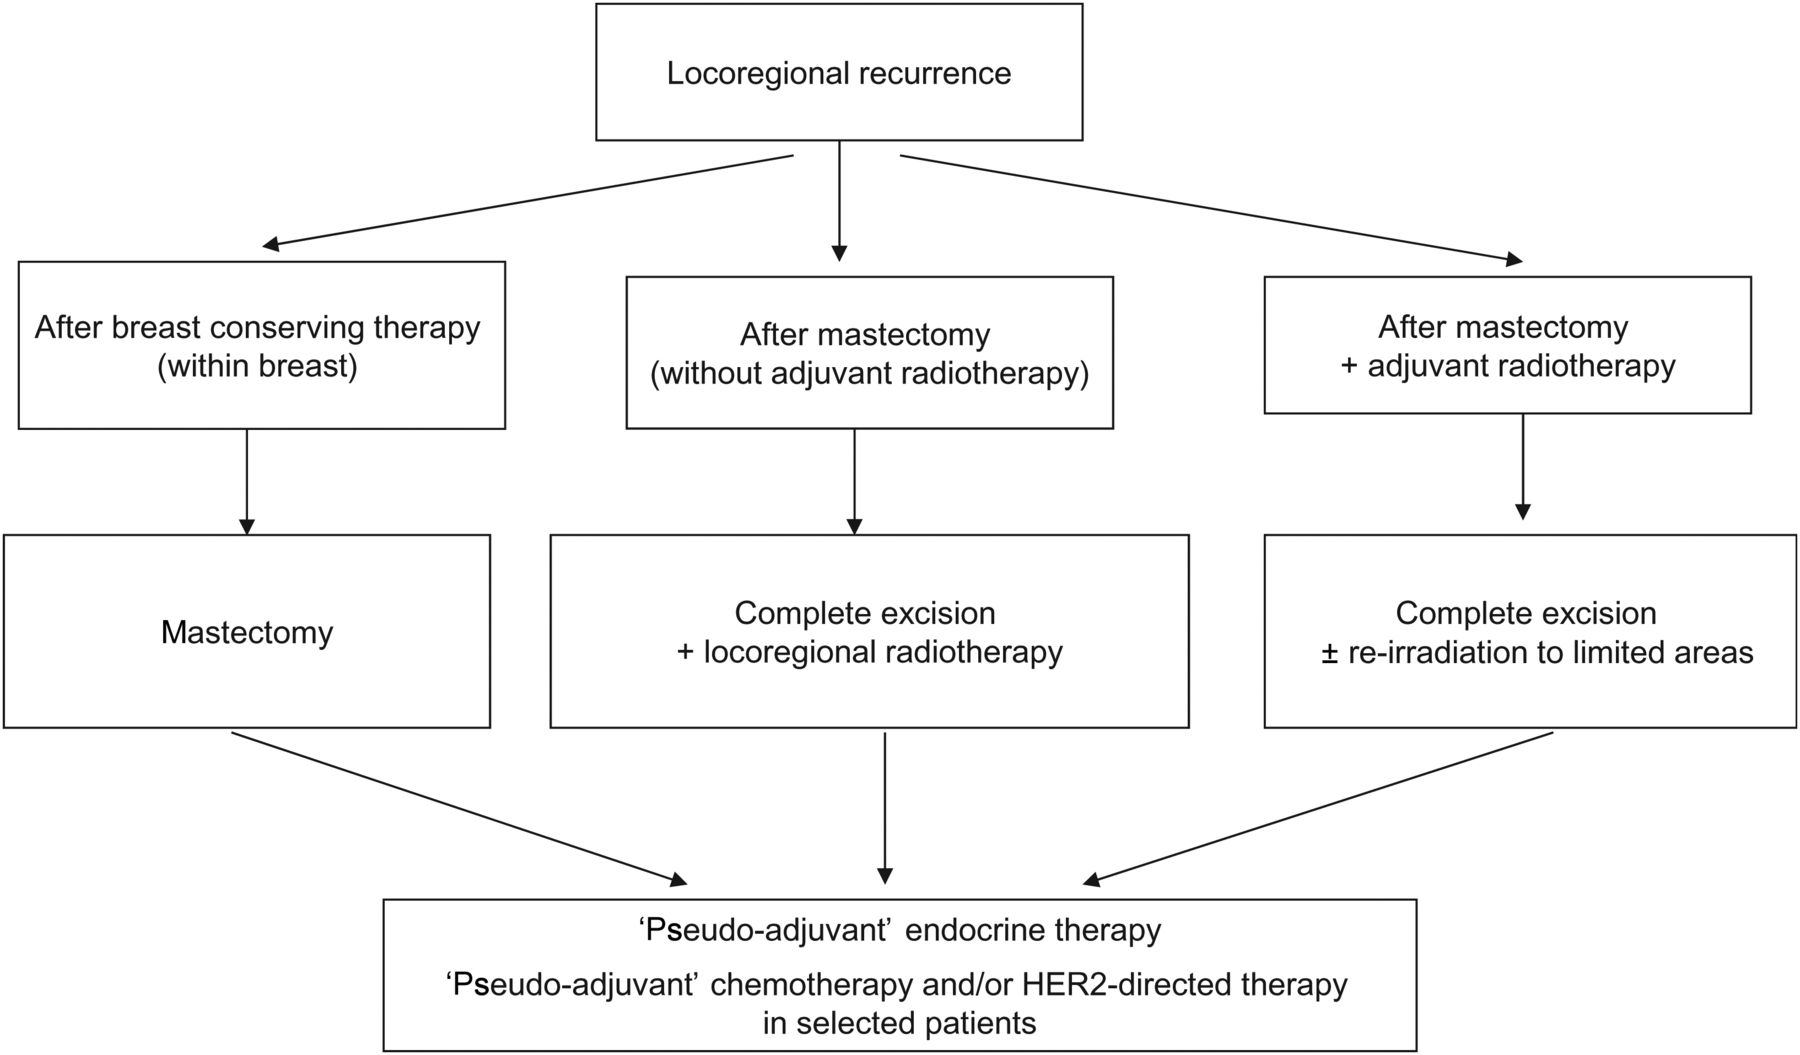 Locoregional recurrence
After breast conserving therapy
(within breast)
After mastectomy
(without adjuvant radiotherapy)
After mastectomy
+ adjuvant radiotherapy
Mastectomy
Complete excision
+ locoregional radiotherapy
Complete excision
± re-irradiation to limited areas
‘Pseudo-adjuvant’ endocrine therapy
‘Pseudo-adjuvant’ chemotherapy and/or HER2-directed therapy
in selected patients